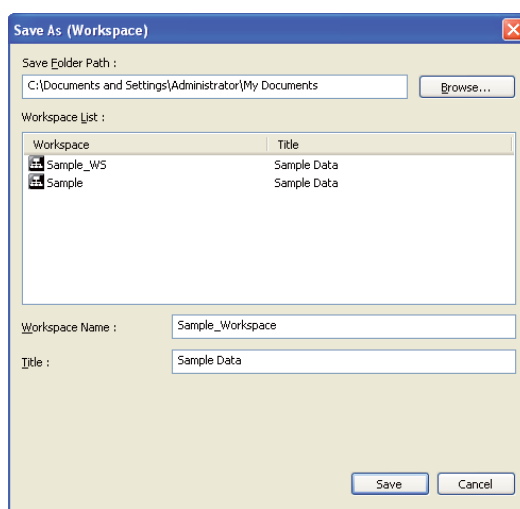 Save As (Workspace)
Save Folder Path :
C:\Documents and Settings\Administrator\My Documents
Browse...
Workspace List :
Workspace Title
Sample_WS Sample Data
Sample Sample Data
Workspace Name : Sample_Workspace
Title : Sample Data
Save Cancel